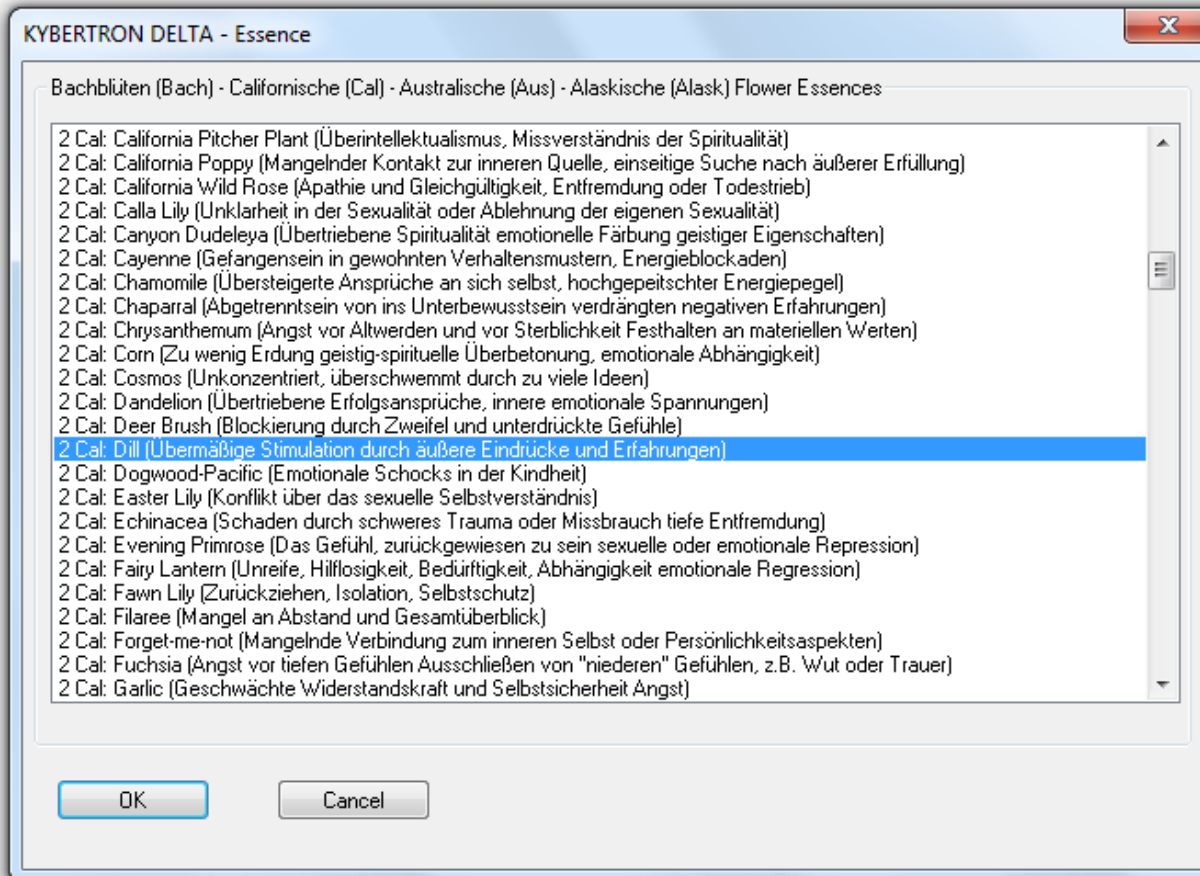 KYBERTRON DELTA - Essence
Bachblüten (Bach) - Californische (Cal) - Australische (Aus) - Alaskische (Alask) Flower Essences
2 Cal: California Pitcher Plant (Überintellektualismus, Missverständnis der Spiritualität)
2 Cal: California Poppy (Mangelnder Kontakt zur inneren Quelle, einseitige Suche nach äußerer Erfüllung)
2 Cal: California Wild Rose (Apathie und Gleichgültigkeit, Entfremdung oder Todestrieb)
2 Cal: Calla Lily (Unklarheit in der Sexualität oder Ablehnung der eigenen Sexualität)
2 Cal: Canyon Dudeleya (Übertriebene Spiritualität emotionelle Färbung geistiger Eigenschaften)
2 Cal: Cayenne (Gefangensein in gewohnten Verhaltensmustern, Energieblockaden)
2 Cal: Chamomile (Übersteigerte Ansprüche an sich selbst, hochgepeitschter Energiepegel)
2 Cal: Chaparral (Abgetrenntsein von ins Unterbewusstsein verdrängten negativen Erfahrungen)
2 Cal: Chrysanthemum (Angst vor Altwerden und vor Sterblichkeit Festhalten an materiellen Werten)
2 Cal: Corn (Zu wenig Erdung geistig-spirituelle Überbetonung, emotionale Abhängigkeit)
2 Cal: Cosmos (Unkonzentriert, überschwemmt durch zu viele Ideen)
2 Cal: Dandelion (Übertriebene Erfolgsansprüche, innere emotionale Spannungen)
2 Cal: Deer Brush (Blockierung durch Zweifel und unterdrückte Gefühle)
2 Cal: Dill (Übermäßige Stimulation durch äußere Eindrücke und Erfahrungen)
2 Cal: Dogwood-Pacific (Emotionale Schocks in der Kindheit)
2 Cal: Easter Lily (Konflikt über das sexuelle Selbstverständnis)
2 Cal: Echinacea (Schaden durch schweres Trauma oder Missbrauch tiefe Entfremdung)
2 Cal: Evening Primrose (Das Gefühl, zurückgewiesen zu sein sexuelle oder emotionale Repression)
2 Cal: Fairy Lantern (Unreife, Hilflosigkeit, Bedürftigkeit, Abhängigkeit emotionale Regression)
2 Cal: Fawn Lily (Zurückziehen, Isolation, Selbstschutz)
2 Cal: Filaree (Mangel an Abstand und Gesamtüberblick)
2 Cal: Forget-me-not (Mangelnde Verbindung zum inneren Selbst oder Persönlichkeitsaspekten)
2 Cal: Fuchsia (Angst vor tiefen Gefühlen Ausschließen von "niederen" Gefühlen, z.B. Wut oder Trauer)
2 Cal: Garlic (Geschwächte Widerstandskraft und Selbstsicherheit Angst)
OK
Cancel